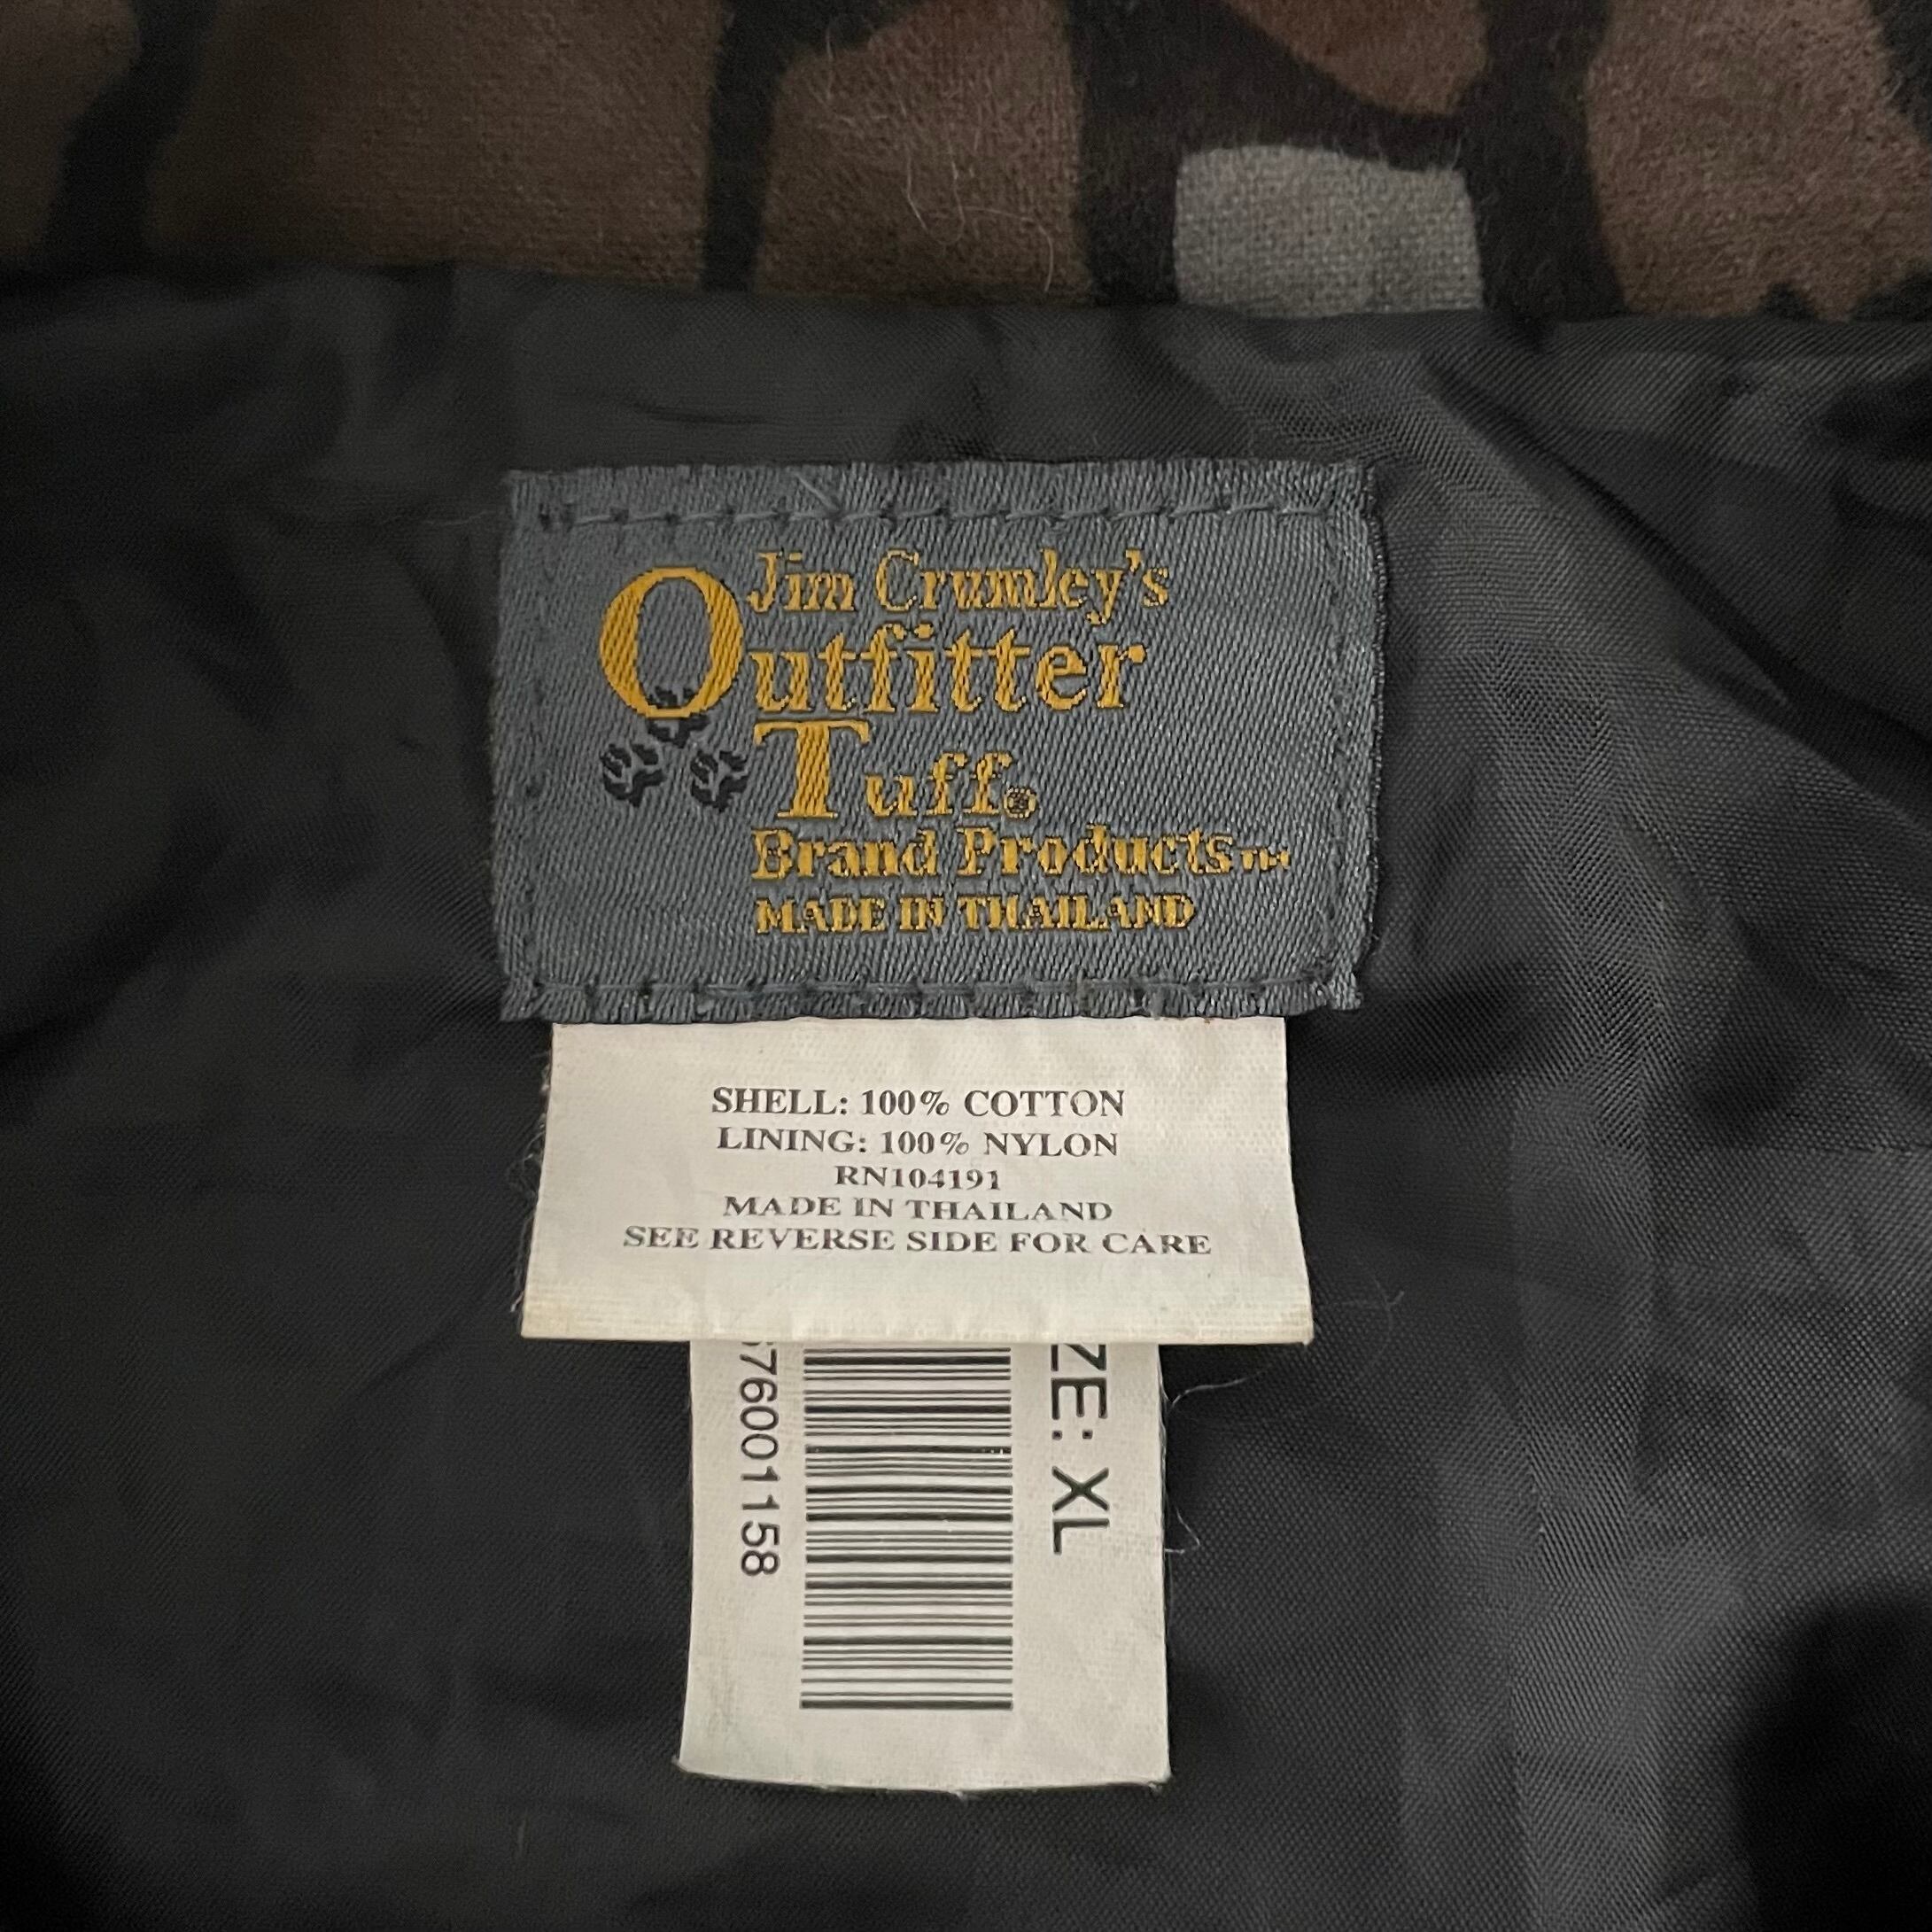 Jim Crumley's
Outfitter
Tuff®
Brand Products™
MADE IN THAILAND
SHELL: 100% COTTON
LINING: 100% NYLON
RN104191
MADE IN THAILAND
SEE REVERSE SIDE FOR CARE
ZE: XL
76001158